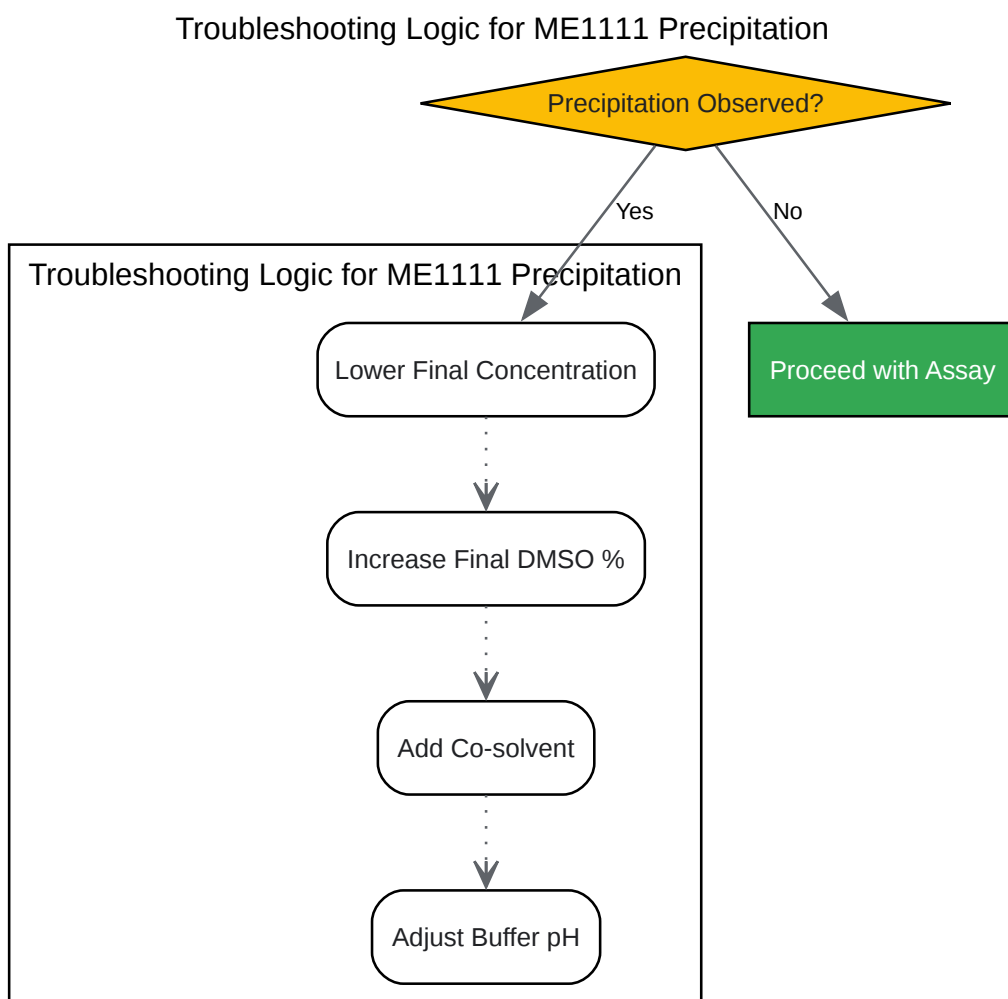 Troubleshooting Logic for ME1111 Precipitation
Precipitation Observed?
Yes
No
Troubleshooting Logic for ME1111 Precipitation
Lower Final Concentration
Proceed with Assay
Increase Final DMSO %
Add Co-solvent
Adjust Buffer pH